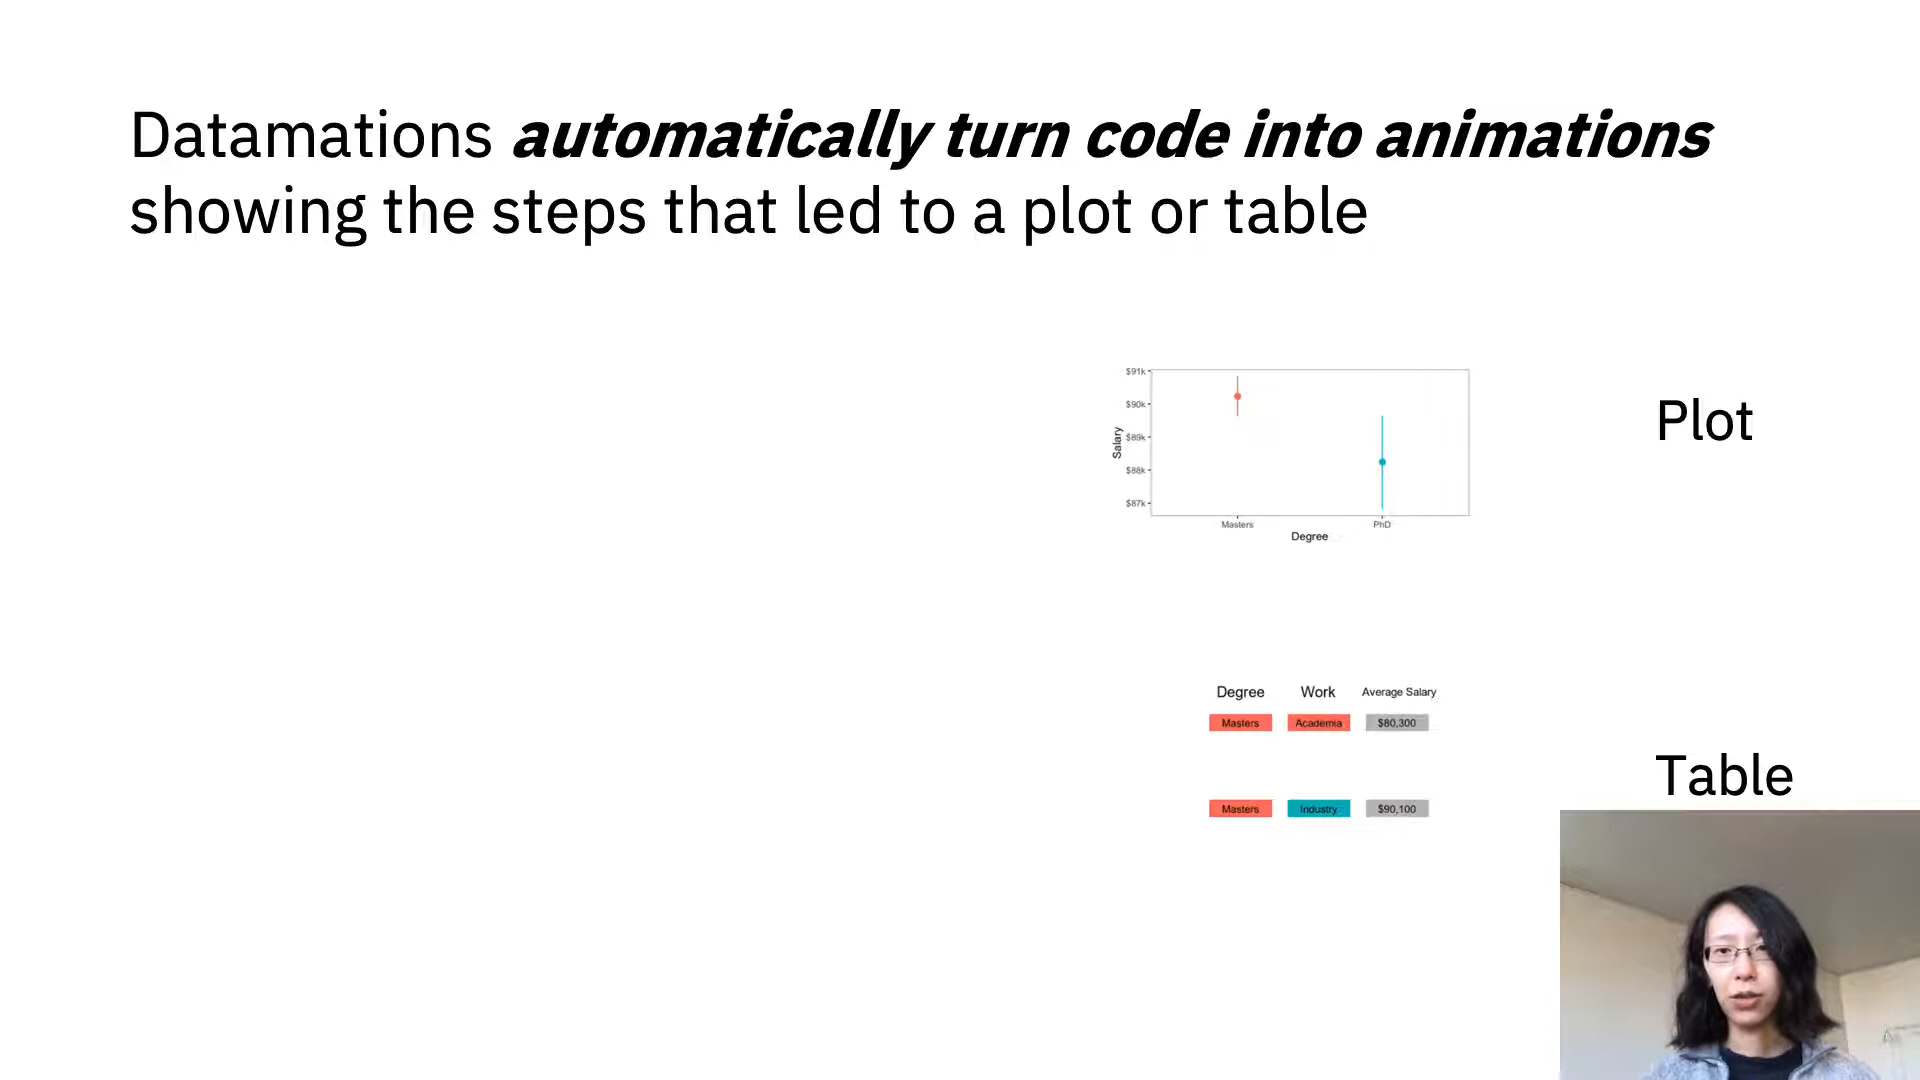 Datamations automatically turn code into animations
showing the steps that led to a plot or table
$91k
$90k
$89k
$88k
$87k
Salary
Masters PhD
Degree
Plot
Degree Work Average Salary
Masters Academia $80,300
Masters Industry $90,100
Table